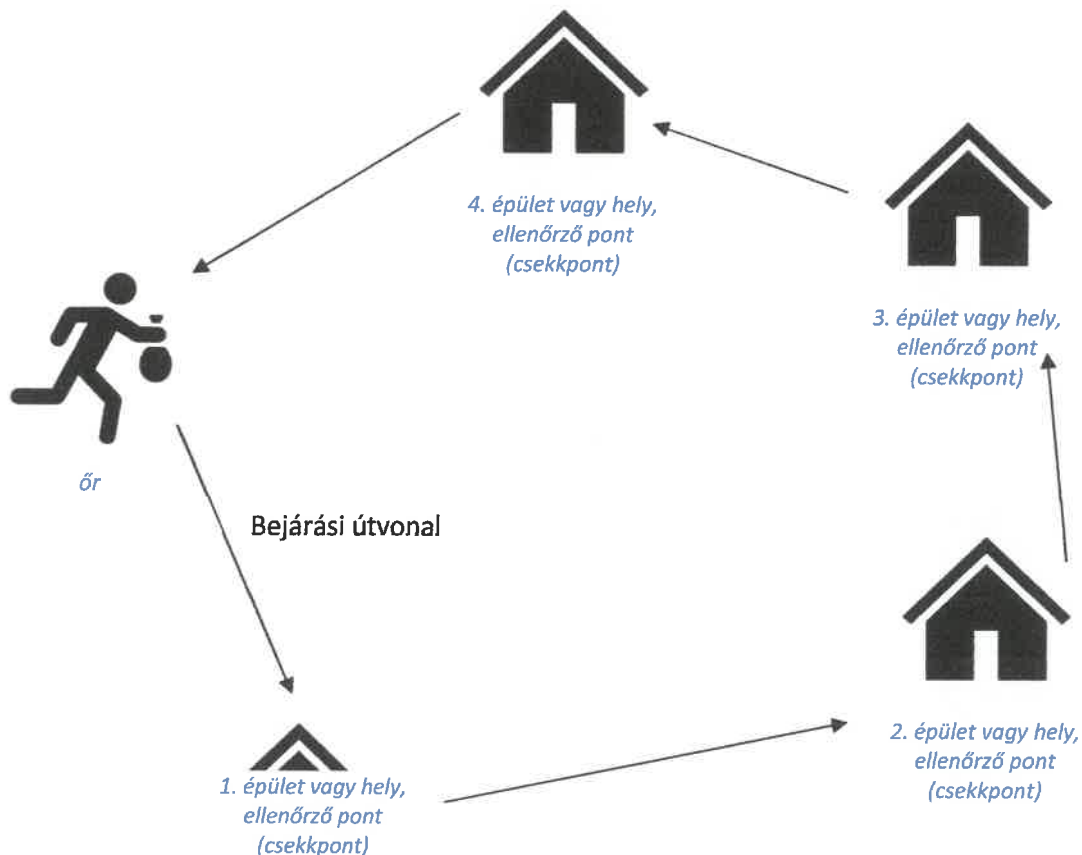 4. épület vagy hely,
ellenőrző pont
(csekkpont)
3. épület vagy hely,
ellenőrző pont
(csekkpont)
őr
Bejárási útvonal
2. épület vagy hely,
ellenőrző pont
(csekkpont)
1. épület vagy hely,
ellenőrző pont
(csekkpont)